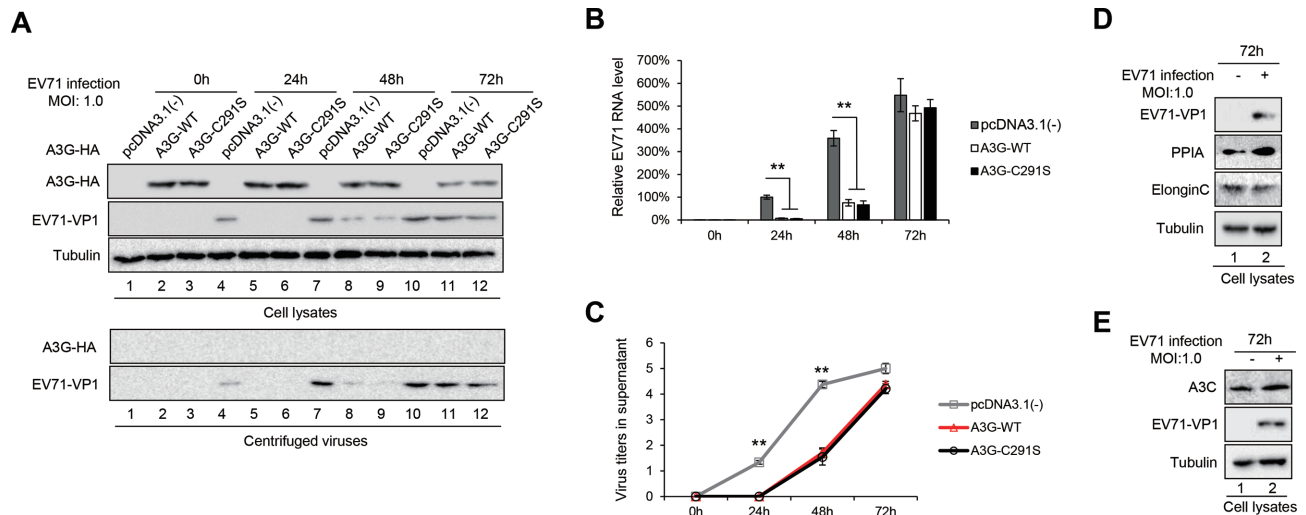 A
EV71 infection
MOI: 1.0
0h 24h 48h 72h
pcDNA3.1(-) A3G-WT A3G-C291S pcDNA3.1(-) A3G-WT A3G-C291S pcDNA3.1(-) A3G-WT A3G-C291S pcDNA3.1(-) A3G-WT A3G-C291S
A3G-HA
A3G-HA
EV71-VP1
Tubulin
1 2 3 4 5 6 7 8 9 10 11 12
Cell lysates
A3G-HA
EV71-VP1
1 2 3 4 5 6 7 8 9 10 11 12
Centrifuged viruses
B
Relative EV71 RNA level
700%
600%
500%
400%
300%
200%
100%
0%
** **
0h 24h 48h 72h
pcDNA3.1(-)
A3G-WT
A3G-C291S
C
Virus titers in supernatant
6
5
4
3
2
1
0
** **
0h 24h 48h 72h
pcDNA3.1(-)
A3G-WT
A3G-C291S
D
72h
EV71 infection - +
MOI:1.0
EV71-VP1
PPIA
ElonginC
Tubulin
1 2
Cell lysates
E
EV71 infection 72h
MOI:1.0 - +
A3C
EV71-VP1
Tubulin
1 2
Cell lysates